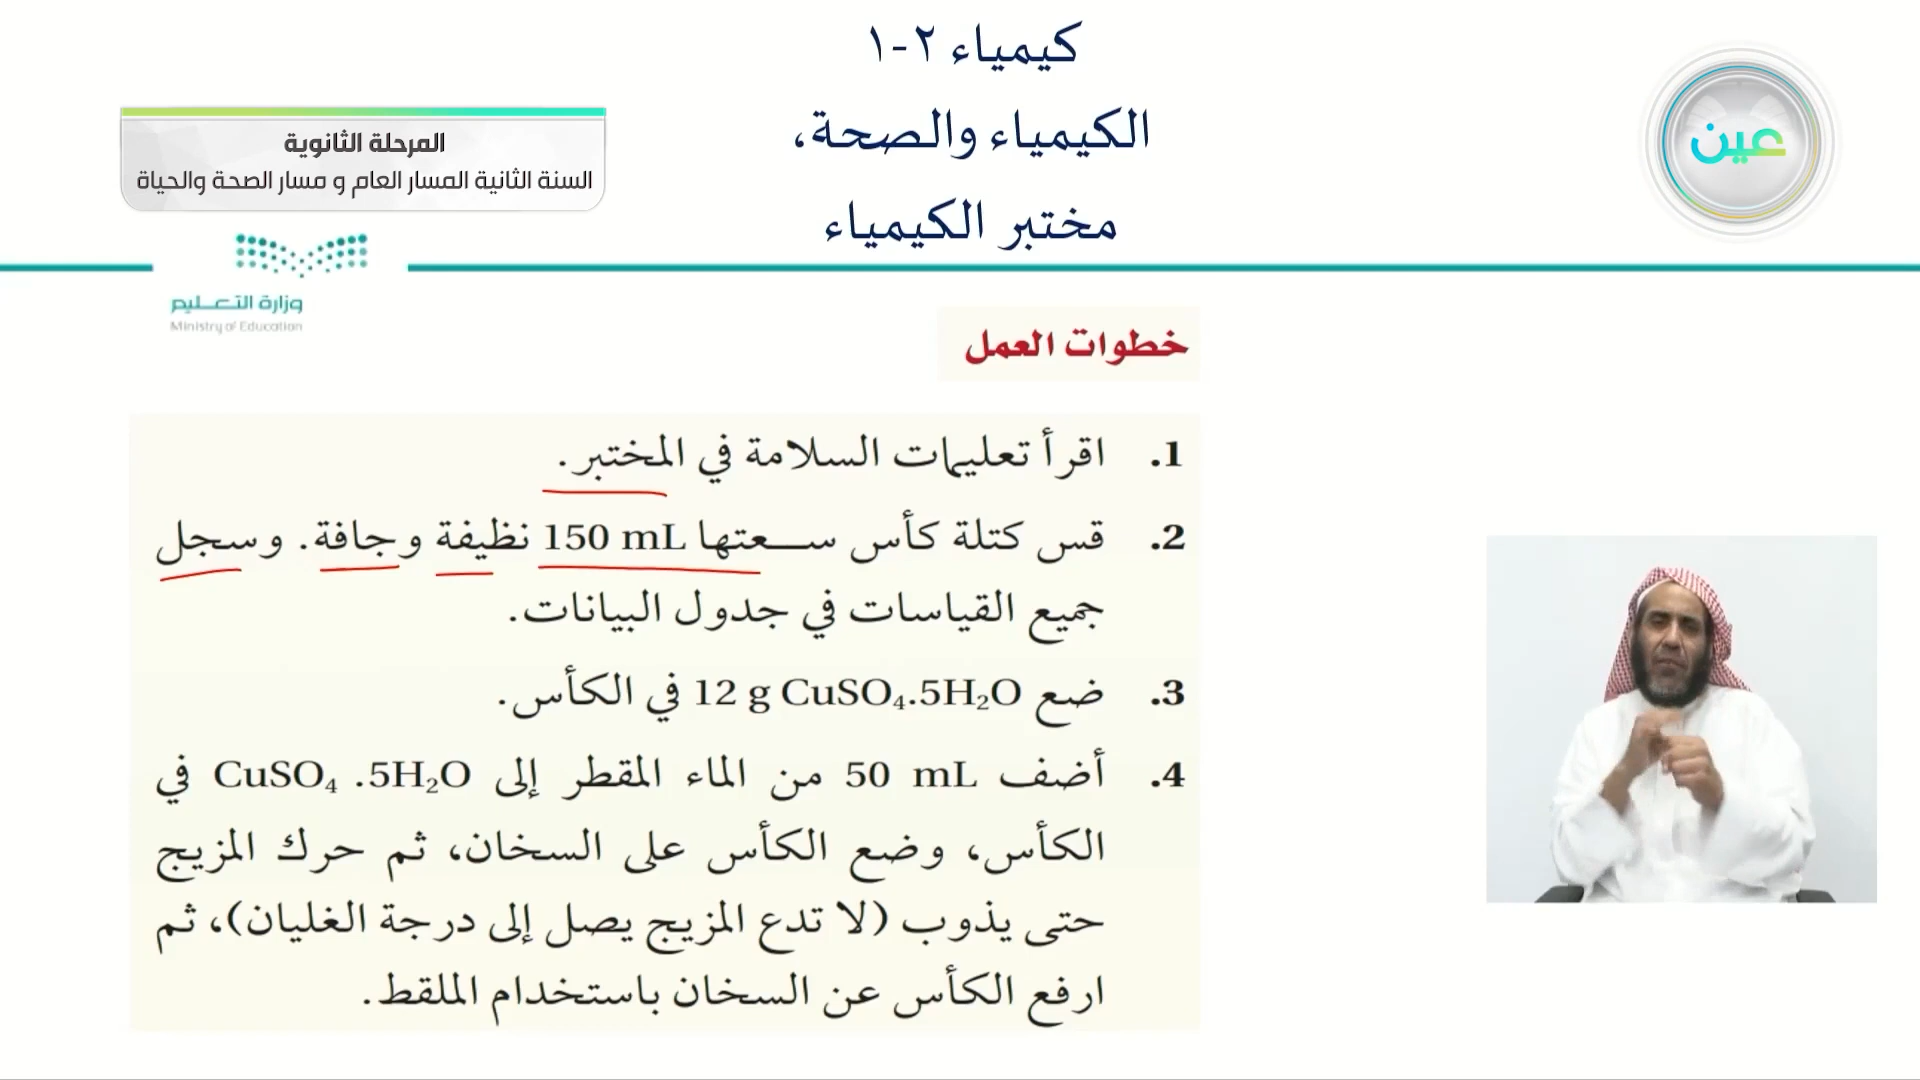 كيمياء ٢-١
الكيمياء والصحة،
مختبر الكيمياء
عين
المرحلة الثانوية
السنة الثانية المسار العام و مسار الصحة والحياة
وزارة التعليم
Ministry of Education
خطوات العمل
1. اقرأ تعليمات السلامة في المختبر.
2. قس كتلة كأس سعتها 150 mL نظيفة وجافة. وسجل
جميع القياسات في جدول البيانات.
3. ضع 12 g CuSO₄.5H₂O في الكأس.
4. أضف 50 mL من الماء المقطر إلى CuSO₄ .5H₂O في
الكأس، وضع الكأس على السخان، ثم حرك المزيج
حتى يذوب (لا تدع المزيج يصل إلى درجة الغليان)، ثم
ارفع الكأس عن السخان باستخدام الملقط.